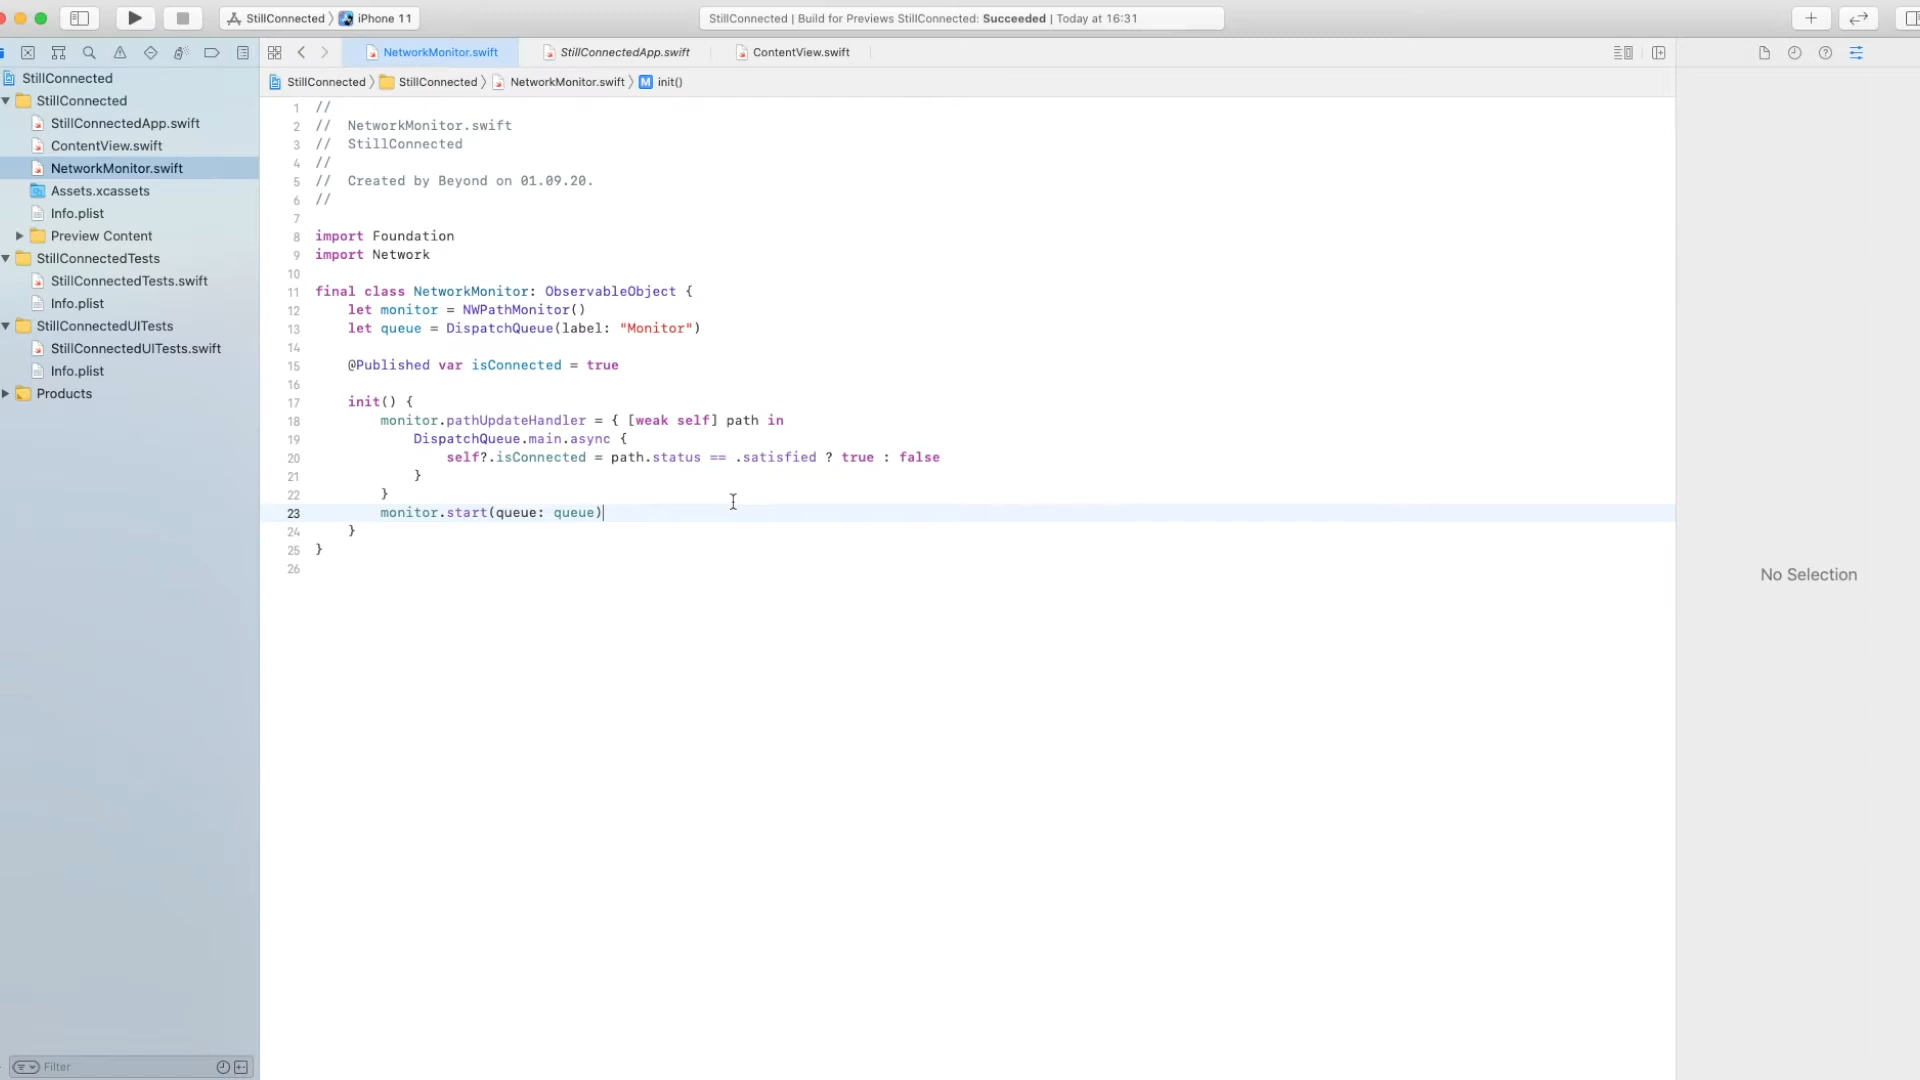 StillConnected iPhone 11
StillConnected | Build for Previews StillConnected: Succeeded | Today at 16:31
NetworkMonitor.swift
StillConnectedApp.swift
ContentView.swift
StillConnected
StillConnected
StillConnectedApp.swift
ContentView.swift
NetworkMonitor.swift
Assets.xcassets
Info.plist
Preview Content
StillConnectedTests
StillConnectedTests.swift
Info.plist
StillConnectedUITests
StillConnectedUITests.swift
Info.plist
Products
Filter
StillConnected StillConnected NetworkMonitor.swift M init()
1 //
2 // NetworkMonitor.swift
3 // StillConnected
4 //
5 // Created by Beyond on 01.09.20.
6 //
7
8 import Foundation
9 import Network
10
11 final class NetworkMonitor: ObservableObject {
12 let monitor = NWPathMonitor()
13 let queue = DispatchQueue(label: "Monitor")
14
15 @Published var isConnected = true
16
17 init() {
18 monitor.pathUpdateHandler = { [weak self] path in
19 DispatchQueue.main.async {
20 self?.isConnected = path.status == .satisfied ? true : false
21 }
22 }
23 monitor.start(queue: queue)
24 }
25 }
26
No Selection